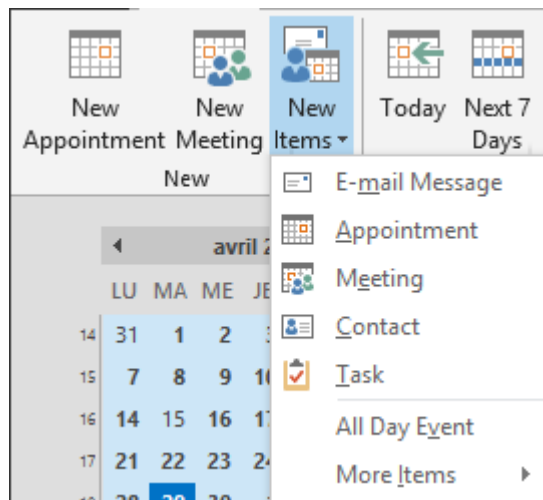 New Appointment
New Meeting
New Items
Today
Next 7 Days
New
E-mail Message
Appointment
Meeting
Contact
Task
All Day Event
More Items
avril
LU MA ME
14 31 1 2
15 7 8 9
16 14 15 16
17 21 22 23